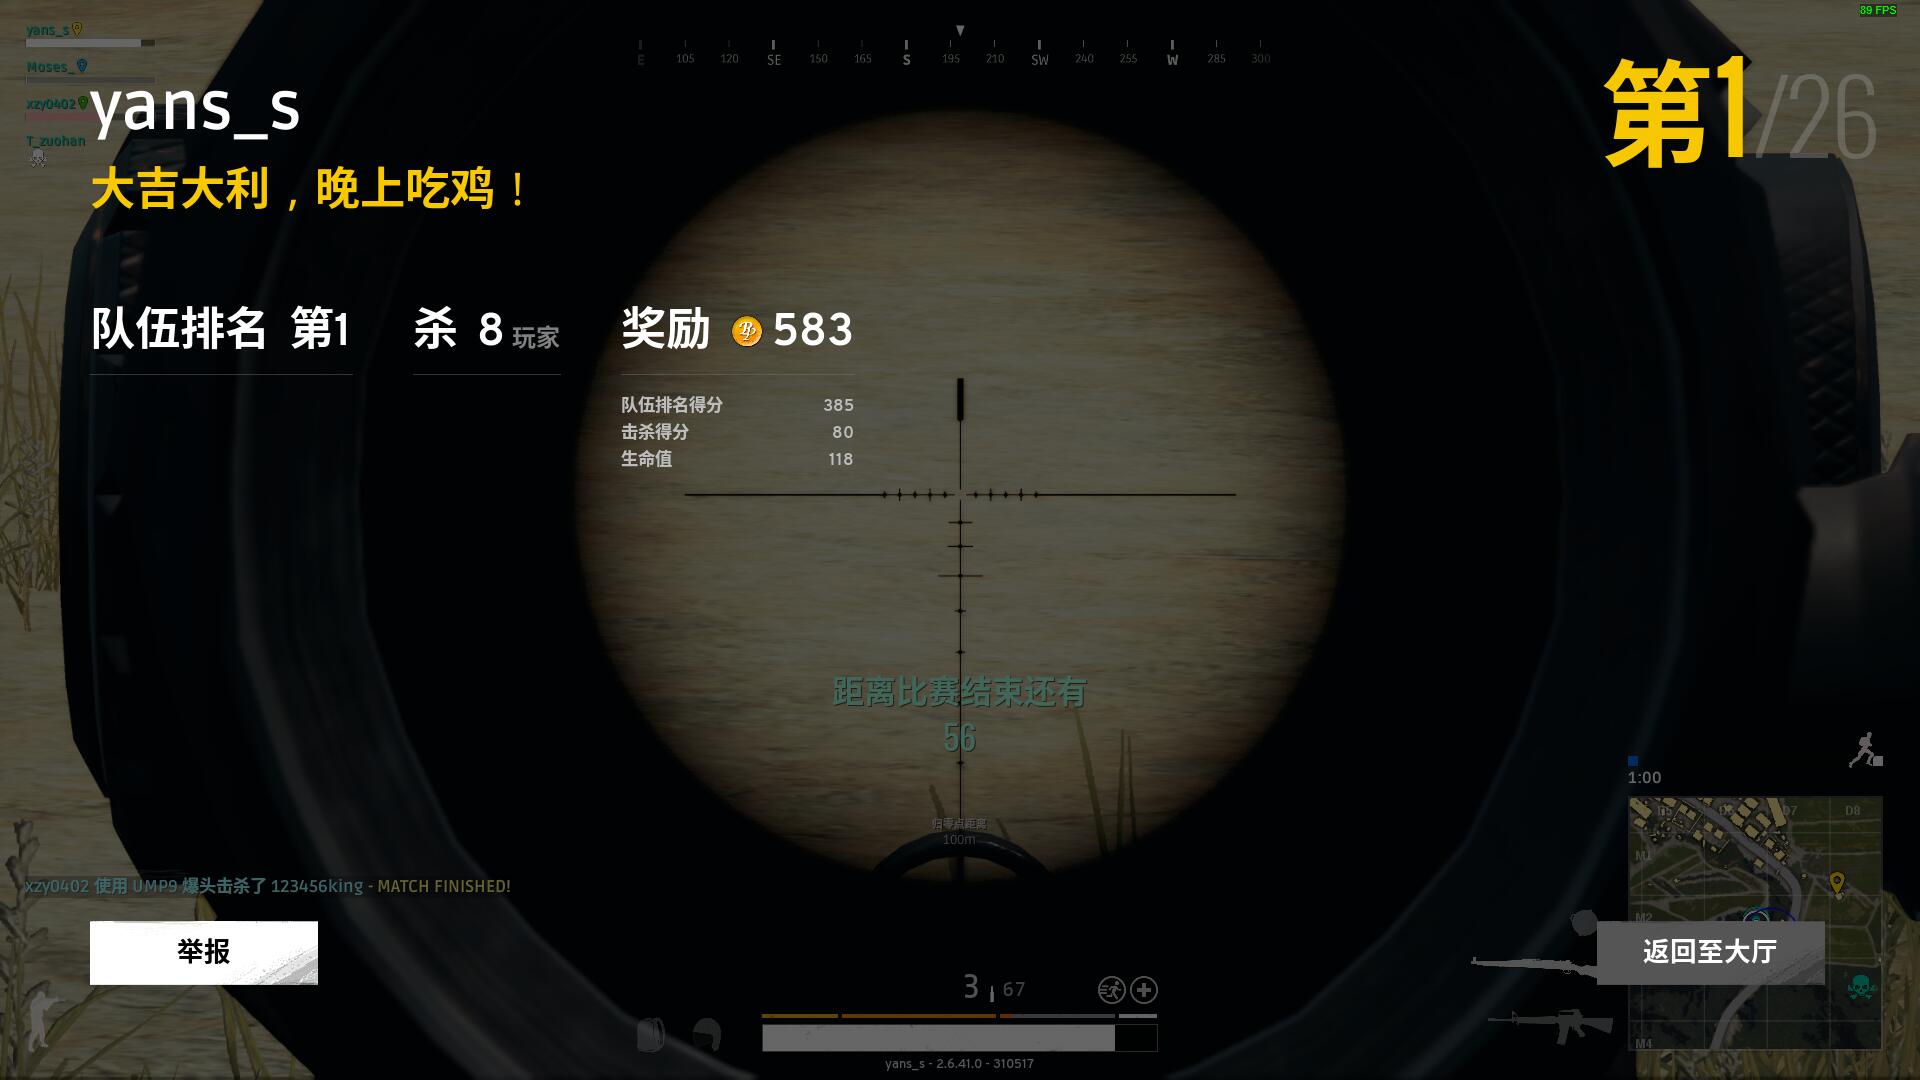 89 FPS
yans_s
Moses_
xzy0402
T_zuohan
E 105 120 SE 150 165 S 195 210 SW 240 255 W 285 300
yans_s
第1/26
大吉大利，晚上吃鸡！
队伍排名 第1
杀 8 玩家
奖励 583
队伍排名得分 385
击杀得分 80
生命值 118
距离比赛结束还有
56
归零点距离
100m
1:00
D7 D8
M1
M2
M4
xzy0402 使用 UMP9 爆头击杀了 123456king - MATCH FINISHED!
举报
返回至大厅
3 67
yans_s - 2.6.41.0 - 310517